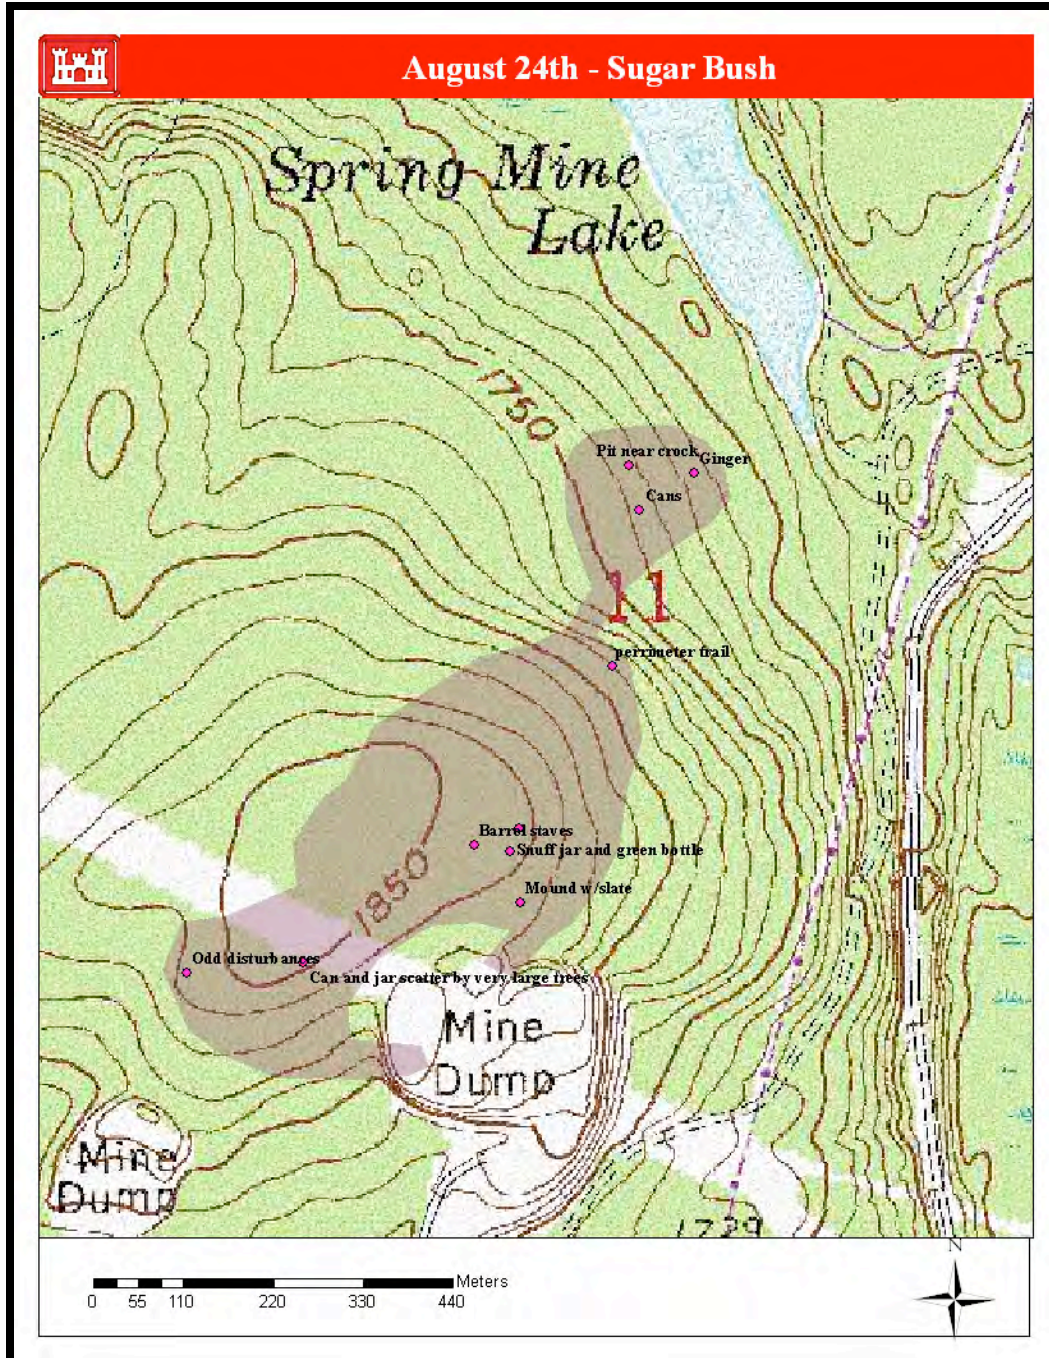 August 24th - Sugar Bush
Spring Mine
Lake
1750
Pit near crock
Ginger
Cans
11
perrimeter trail
Barrel staves
Snuff jar and green bottle
1850
Mound w/slate
Odd disturbances
Can and jar scatter by very large trees
Mine
Dump
Mine
Dump
1739
N
Meters
0 55 110 220 330 440